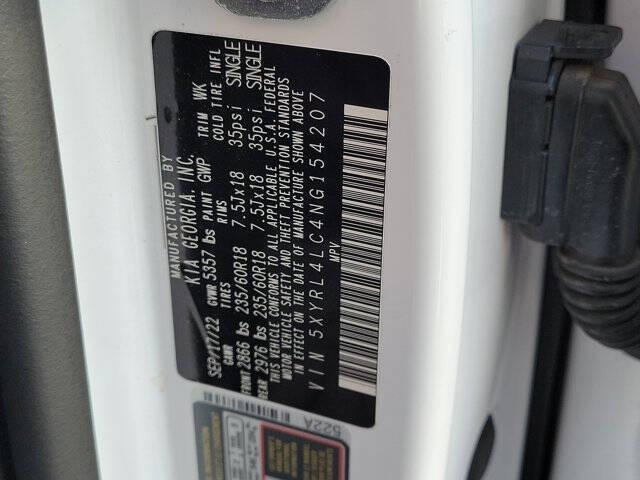 MANUFACTURED BY
KIA GEORGIA, INC.
SEP/17/22 GVWR 5357 lbs PAINT GWP TRIM WK
GAWR TIRES RIMS COLD TIRE INFL
FRONT 2866 lbs 235/60R18 7.5Jx18 35psi SINGLE
REAR 2976 lbs 235/60R18 7.5Jx18 35psi SINGLE
THIS VEHICLE CONFORMS TO ALL APPLICABLE U.S.A. FEDERAL
MOTOR VEHICLE SAFETY AND THEFT PREVENTION STANDARDS
IN EFFECT ON THE DATE OF MANUFACTURE SHOWN ABOVE
VIN 5XYRL4LC4NG154207
MPV
522A